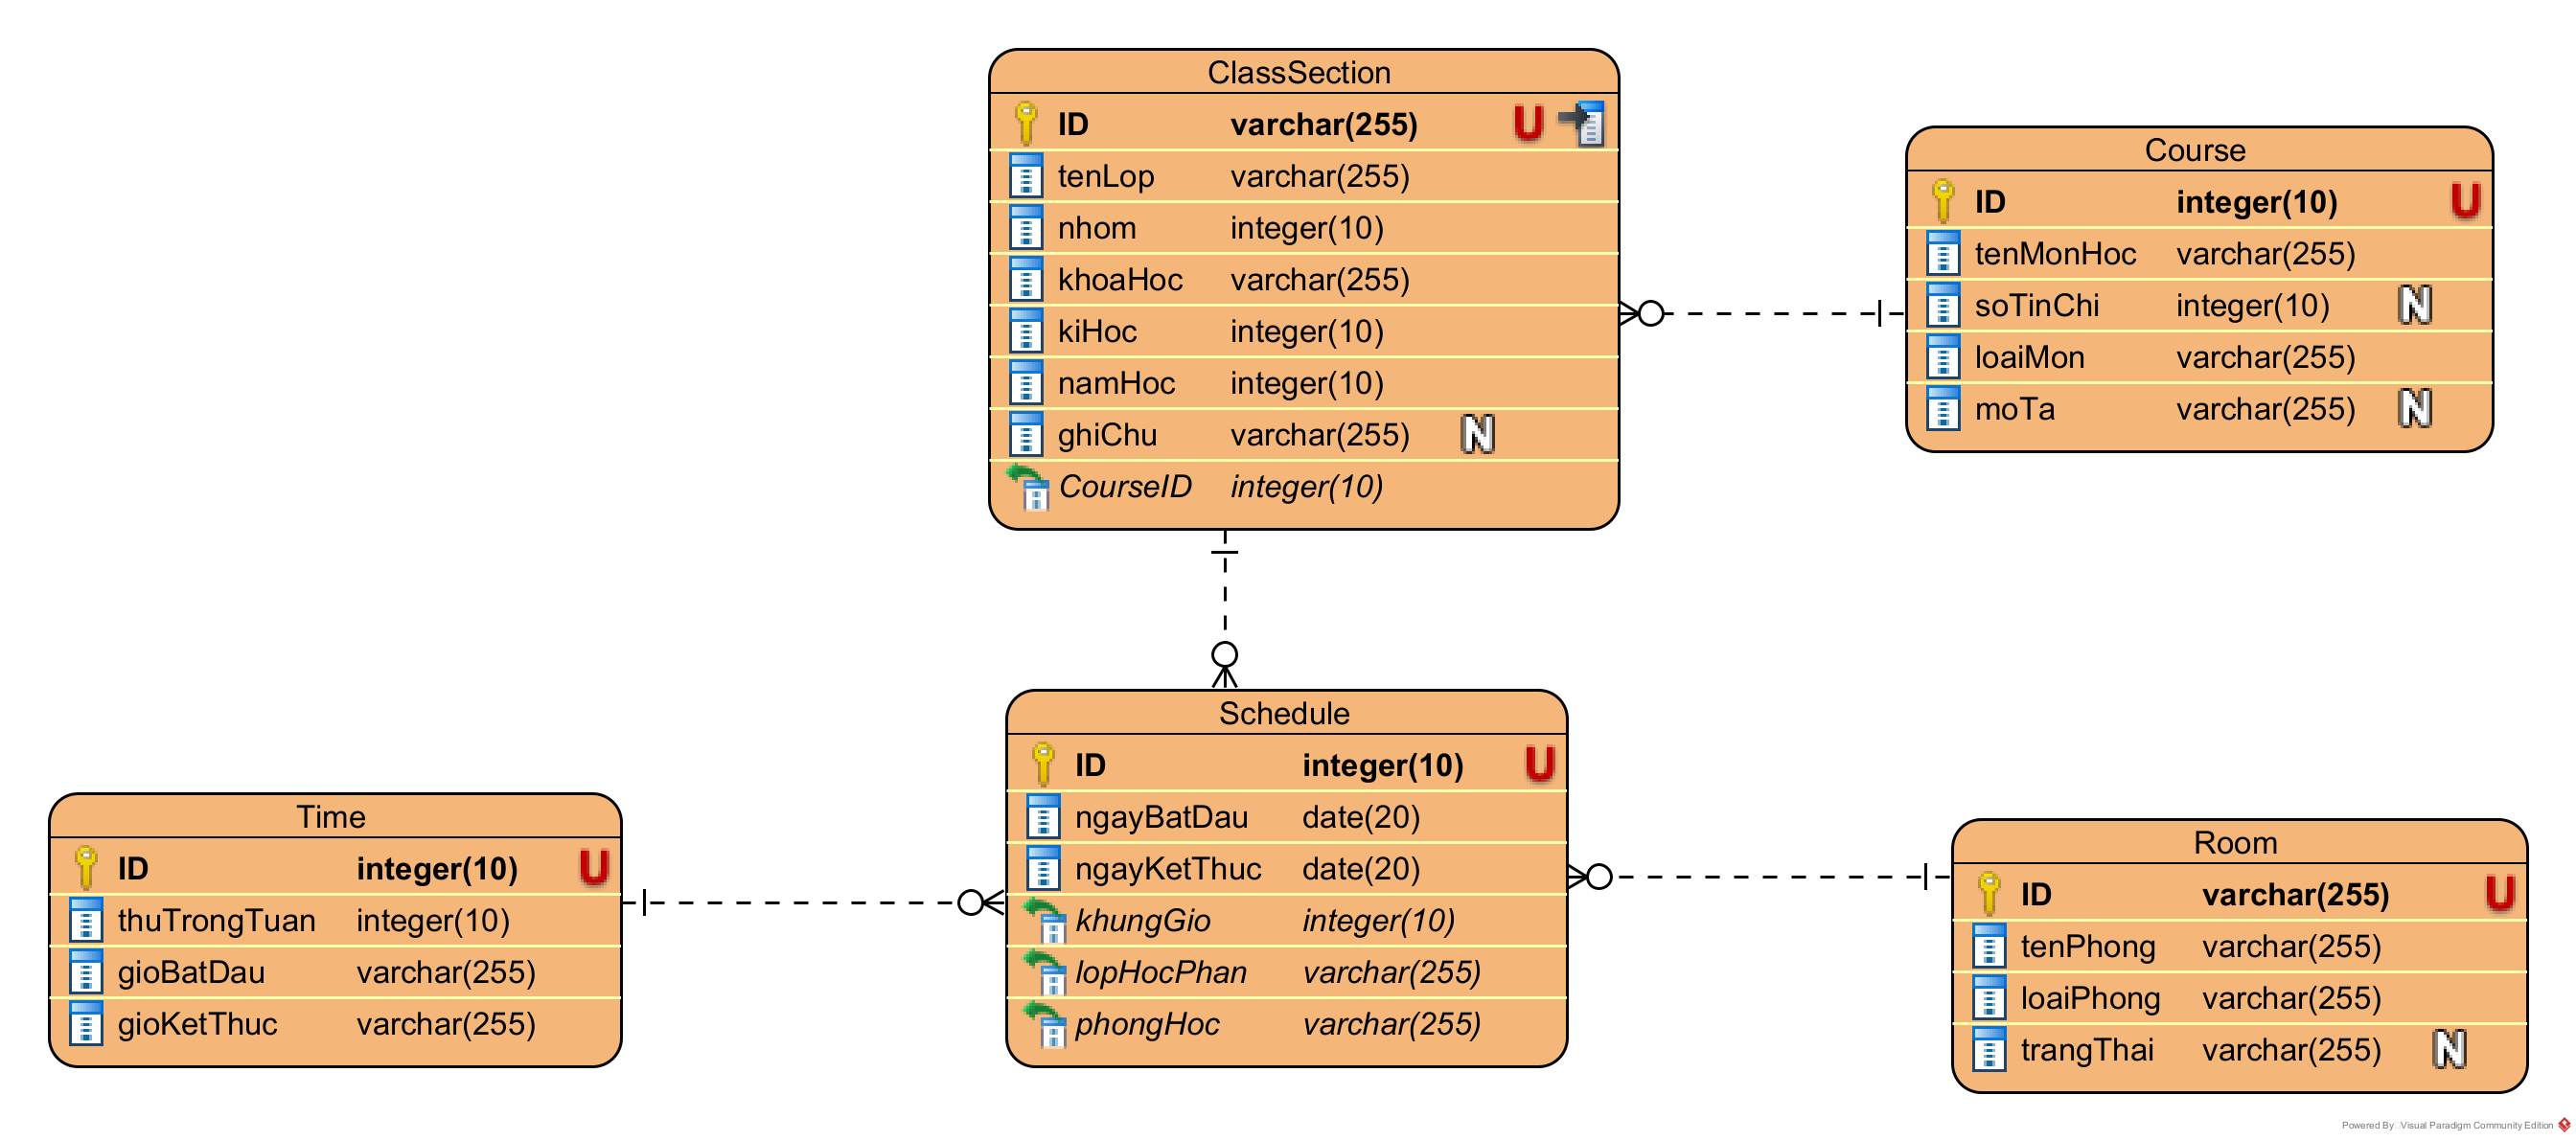 ClassSection
ID varchar(255) U
tenLop varchar(255)
nhom integer(10)
khoaHoc varchar(255)
kiHoc integer(10)
namHoc integer(10)
ghiChu varchar(255) N
CourseID integer(10)
Course
ID integer(10) U
tenMonHoc varchar(255)
soTinChi integer(10) N
loaiMon varchar(255)
moTa varchar(255) N
Schedule
ID integer(10) U
ngayBatDau date(20)
ngayKetThuc date(20)
khungGio integer(10)
lopHocPhan varchar(255)
phongHoc varchar(255)
Time
ID integer(10) U
thuTrongTuan integer(10)
gioBatDau varchar(255)
gioKetThuc varchar(255)
Room
ID varchar(255) U
tenPhong varchar(255)
loaiPhong varchar(255)
trangThai varchar(255) N
Powered By Visual Paradigm Community Edition